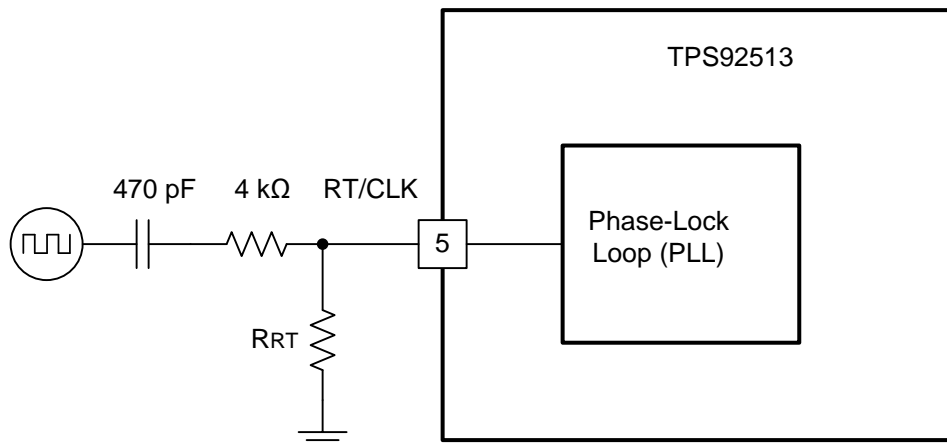 TPS92513
470 pF
4 kΩ
RT/CLK
5
Phase-Lock
Loop (PLL)
RRT